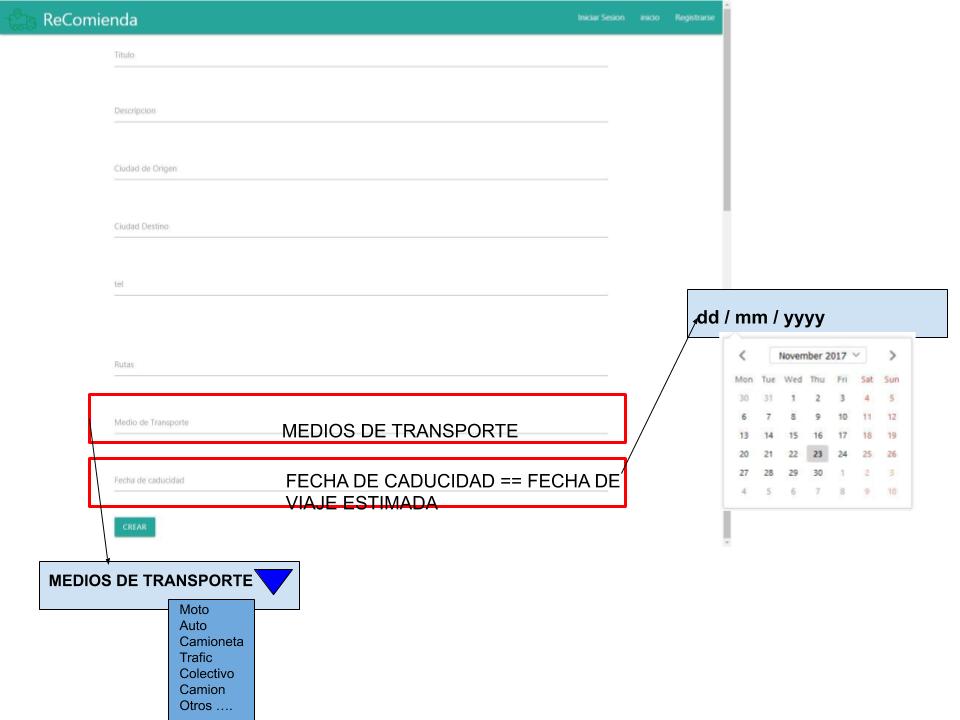 ReComienda
Iniciar Sesion inicio Registrarse
Titulo
Descripcion
Ciudad de Origen
Ciudad Destino
tel
Rutas
Medio de Transporte
MEDIOS DE TRANSPORTE
Fecha de caducidad
FECHA DE CADUCIDAD == FECHA DE
VIAJE ESTIMADA
CREAR
dd / mm / yyyy
November 2017
Mon Tue Wed Thu Fri Sat Sun
30 31 1 2 3 4 5
6 7 8 9 10 11 12
13 14 15 16 17 18 19
20 21 22 23 24 25 26
27 28 29 30 1 2 3
4 5 6 7 8 9 10
MEDIOS DE TRANSPORTE
Moto
Auto
Camioneta
Trafic
Colectivo
Camion
Otros ....